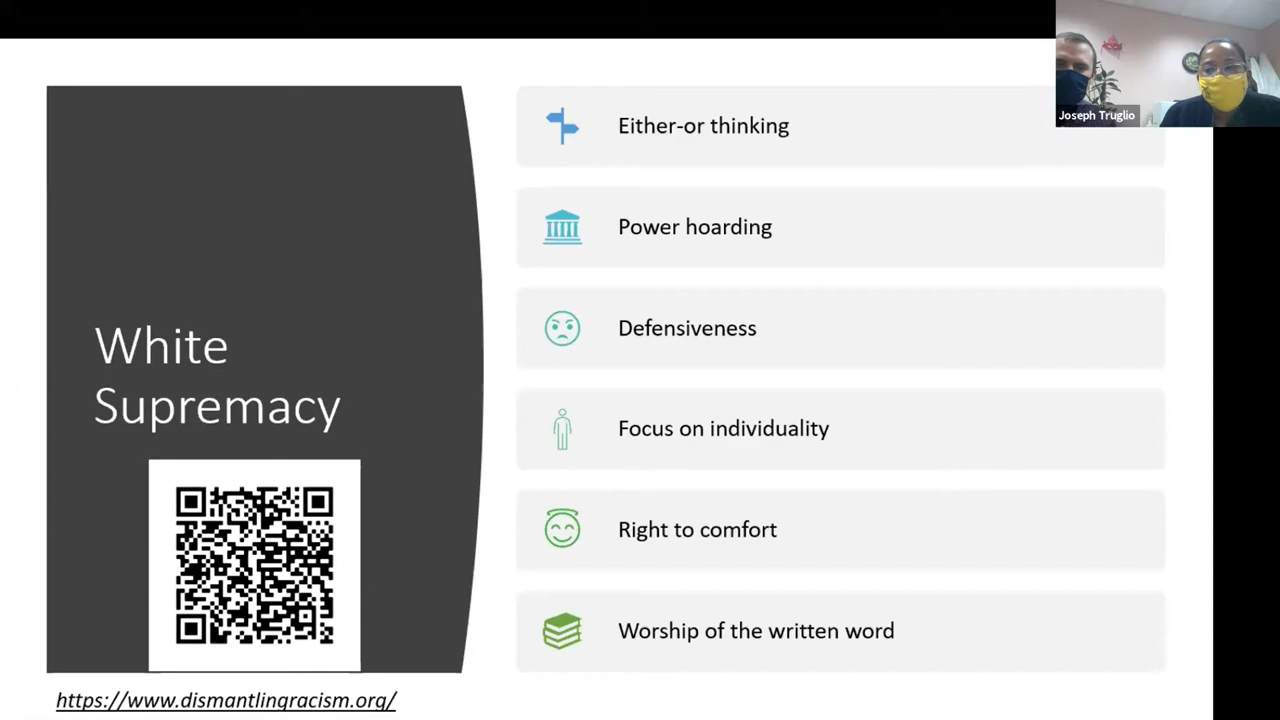 White
Supremacy
https://www.dismantlingracism.org/
Either-or thinking
Power hoarding
Defensiveness
Focus on individuality
Right to comfort
Worship of the written word
Joseph Truglio